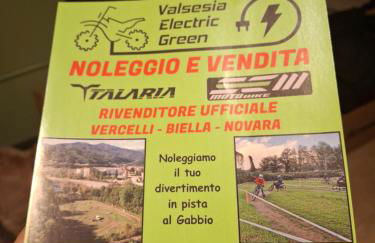 Valsesia
Electric
Green
NOLEGGIO E VENDITA
TALARIA
MOTOBIKE
RIVENDITORE UFFICIALE
VERCELLI - BIELLA - NOVARA
Noleggiamo
il tuo
divertimento
in pista
al Gabbio